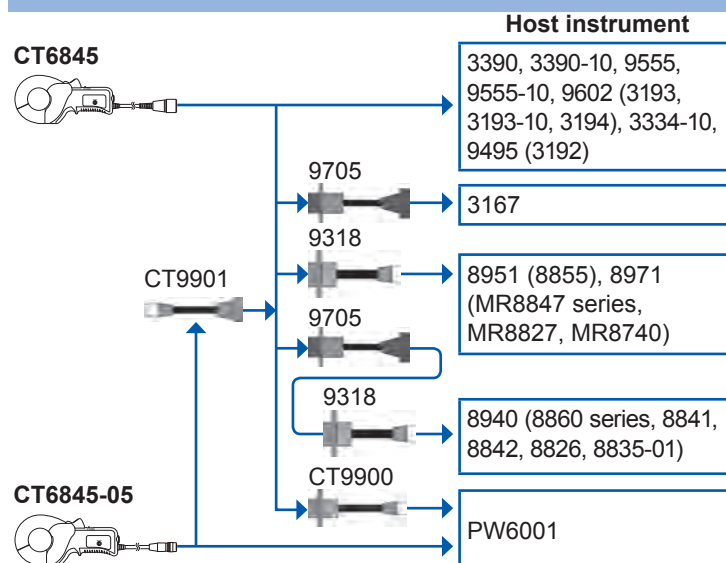 Host instrument
CT6845
3390, 3390-10, 9555,
9555-10, 9602 (3193,
3193-10, 3194), 3334-10,
9495 (3192)
9705
3167
9318
CT9901
8951 (8855), 8971
(MR8847 series,
MR8827, MR8740)
9705
9318
8940 (8860 series, 8841,
8842, 8826, 8835-01)
CT9900
CT6845-05
PW6001